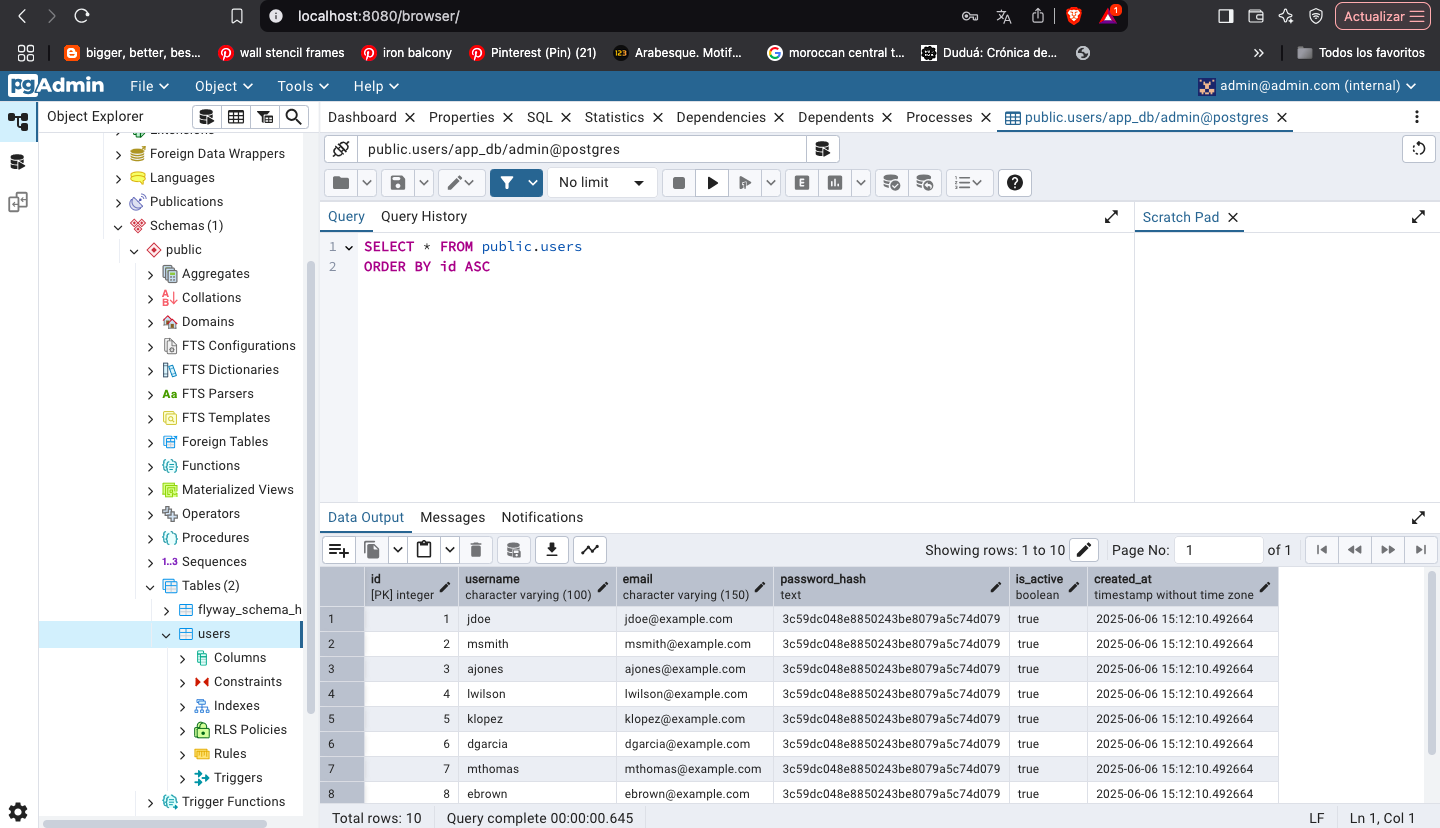 localhost:8080/browser/
1
Actualizar
bigger, better, bes...
wall stencil frames
iron balcony
Pinterest (Pin) (21)
123
Arabesque. Motif...
moroccan central t...
Duduá: Crónica de...
Todos los favoritos
pgAdmin
File
Object
Tools
Help
admin@admin.com (internal)
Object Explorer
Dashboard
Properties
SQL
Statistics
Dependencies
Dependents
Processes
public.users/app_db/admin@postgres
Extensions
Foreign Data Wrappers
Languages
Publications
Schemas (1)
public
Aggregates
Collations
Domains
FTS Configurations
FTS Dictionaries
Aa FTS Parsers
FTS Templates
Foreign Tables
Functions
Materialized Views
Operators
Procedures
1..3 Sequences
Tables (2)
flyway_schema_h
users
Columns
Constraints
Indexes
RLS Policies
Rules
Triggers
Trigger Functions
public.users/app_db/admin@postgres
No limit
E
Query
Query History
Scratch Pad
1 SELECT * FROM public.users
2 ORDER BY id ASC
Data Output
Messages
Notifications
Showing rows: 1 to 10
Page No: 1 of 1
id username email password_hash is_active created_at
[PK] integer character varying (100) character varying (150) text boolean timestamp without time zone
1 1 jdoe jdoe@example.com 3c59dc048e8850243be8079a5c74d079 true 2025-06-06 15:12:10.492664
2 2 msmith msmith@example.com 3c59dc048e8850243be8079a5c74d079 true 2025-06-06 15:12:10.492664
3 3 ajones ajones@example.com 3c59dc048e8850243be8079a5c74d079 true 2025-06-06 15:12:10.492664
4 4 lwilson lwilson@example.com 3c59dc048e8850243be8079a5c74d079 true 2025-06-06 15:12:10.492664
5 5 klopez klopez@example.com 3c59dc048e8850243be8079a5c74d079 true 2025-06-06 15:12:10.492664
6 6 dgarcia dgarcia@example.com 3c59dc048e8850243be8079a5c74d079 true 2025-06-06 15:12:10.492664
7 7 mthomas mthomas@example.com 3c59dc048e8850243be8079a5c74d079 true 2025-06-06 15:12:10.492664
8 8 ebrown ebrown@example.com 3c59dc048e8850243be8079a5c74d079 true 2025-06-06 15:12:10.492664
Total rows: 10
Query complete 00:00:00.645
LF
Ln 1, Col 1